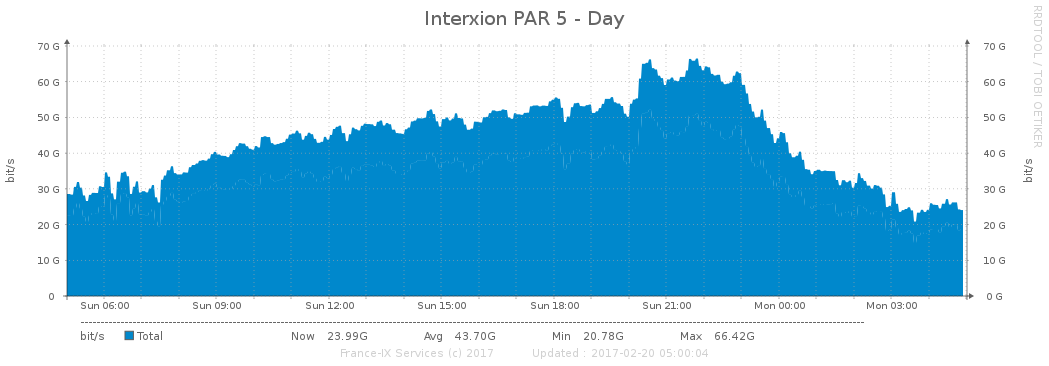 Interxion PAR 5 - Day
RRDTOOL / TOBI OETIKER
bit/s
70 G 70 G
60 G 60 G
50 G 50 G
40 G 40 G
30 G 30 G
20 G 20 G
10 G 10 G
0 0 G
bit/s
Sun 06:00 Sun 09:00 Sun 12:00 Sun 15:00 Sun 18:00 Sun 21:00 Mon 00:00 Mon 03:00
bit/s Total Now 23.99G Avg 43.70G Min 20.78G Max 66.42G
France-IX Services (c) 2017 Updated : 2017-02-20 05:00:04